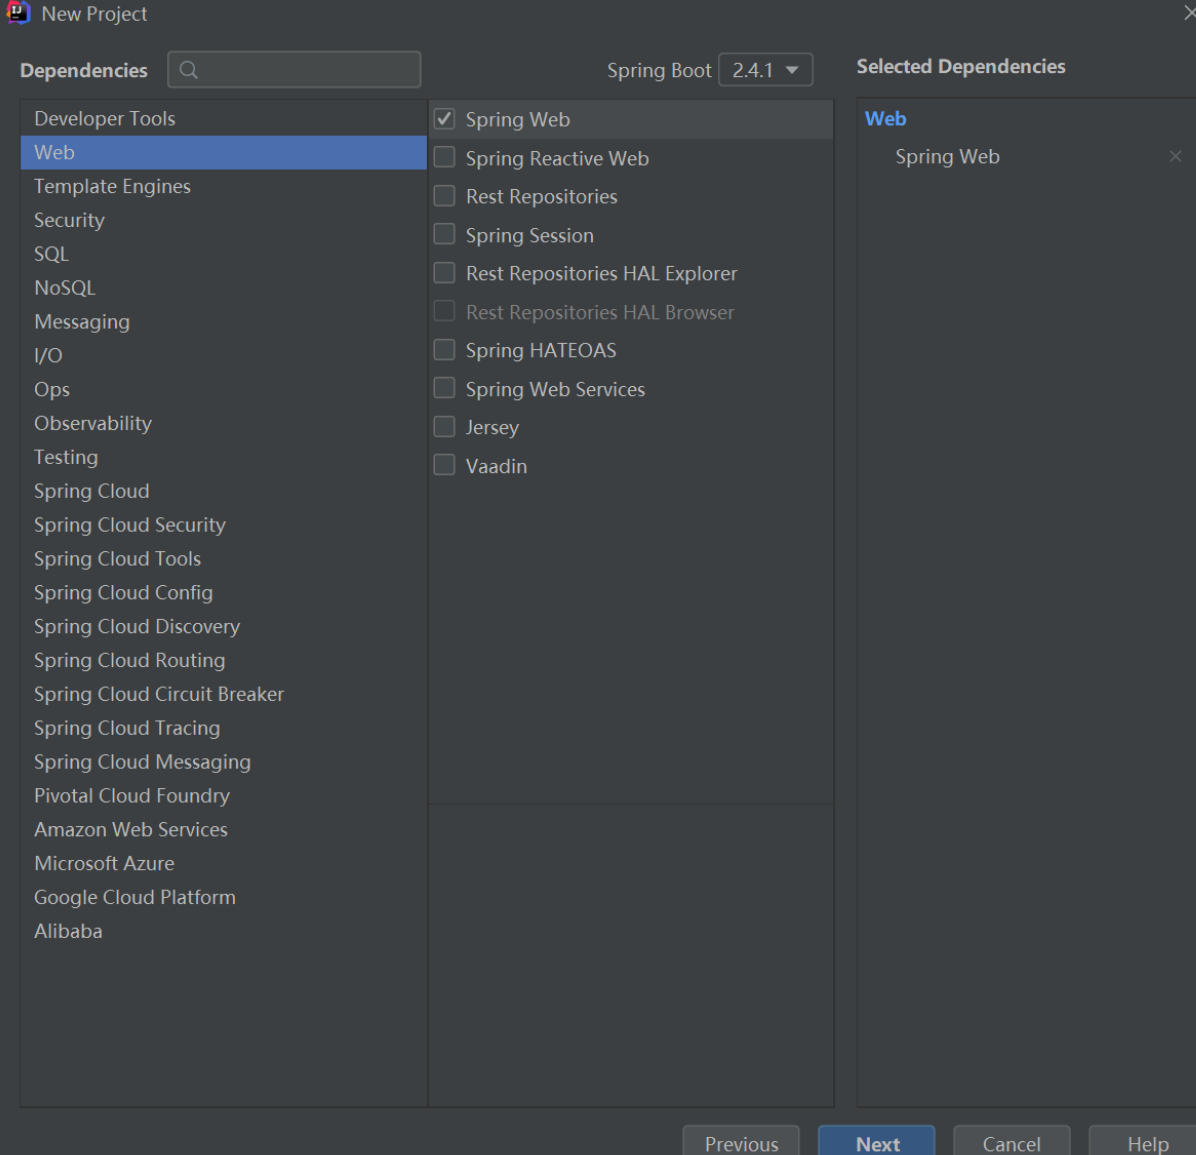 New Project
Dependencies
Spring Boot 2.4.1
Selected Dependencies
Developer Tools
Web
Template Engines
Security
SQL
NoSQL
Messaging
I/O
Ops
Observability
Testing
Spring Cloud
Spring Cloud Security
Spring Cloud Tools
Spring Cloud Config
Spring Cloud Discovery
Spring Cloud Routing
Spring Cloud Circuit Breaker
Spring Cloud Tracing
Spring Cloud Messaging
Pivotal Cloud Foundry
Amazon Web Services
Microsoft Azure
Google Cloud Platform
Alibaba
Spring Web
Spring Reactive Web
Rest Repositories
Spring Session
Rest Repositories HAL Explorer
Rest Repositories HAL Browser
Spring HATEOAS
Spring Web Services
Jersey
Vaadin
Web
Spring Web
Previous
Next
Cancel
Help